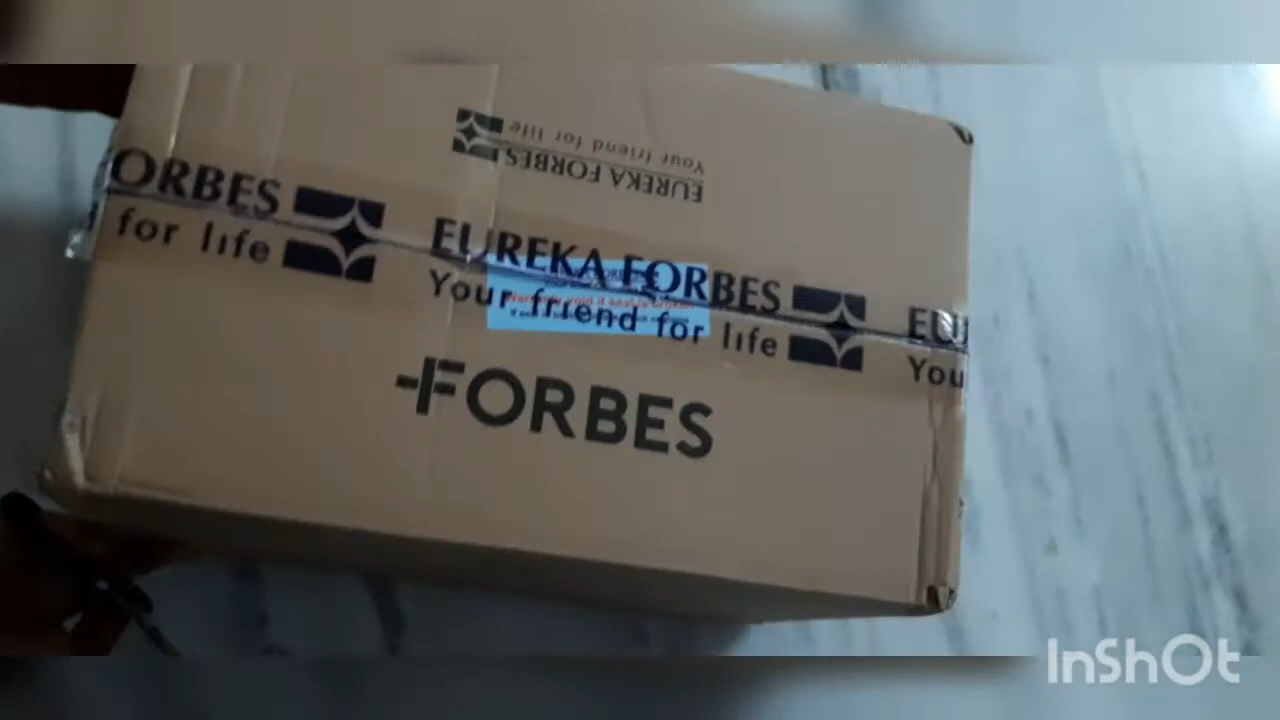 Your friend for life
EUREKA FORBES
ORBES
for life
EUREKA FORBES
Your friend for life
EU
You
FORBES
InShOt